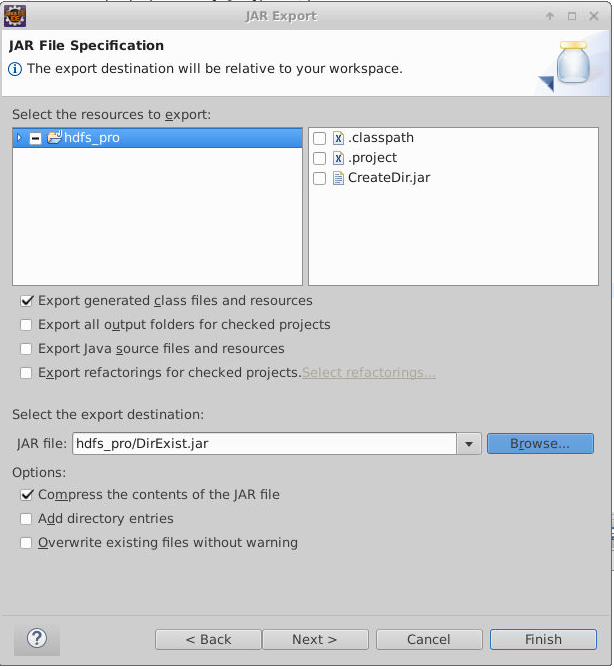 JAR Export
JAR File Specification
The export destination will be relative to your workspace.
Select the resources to export:
hdfs_pro
.classpath
.project
CreateDir.jar
Export generated class files and resources
Export all output folders for checked projects
Export Java source files and resources
Export refactorings for checked projects. Select refactorings...
Select the export destination:
JAR file: hdfs_pro/DirExist.jar Browse...
Options:
Compress the contents of the JAR file
Add directory entries
Overwrite existing files without warning
? < Back Next > Cancel Finish